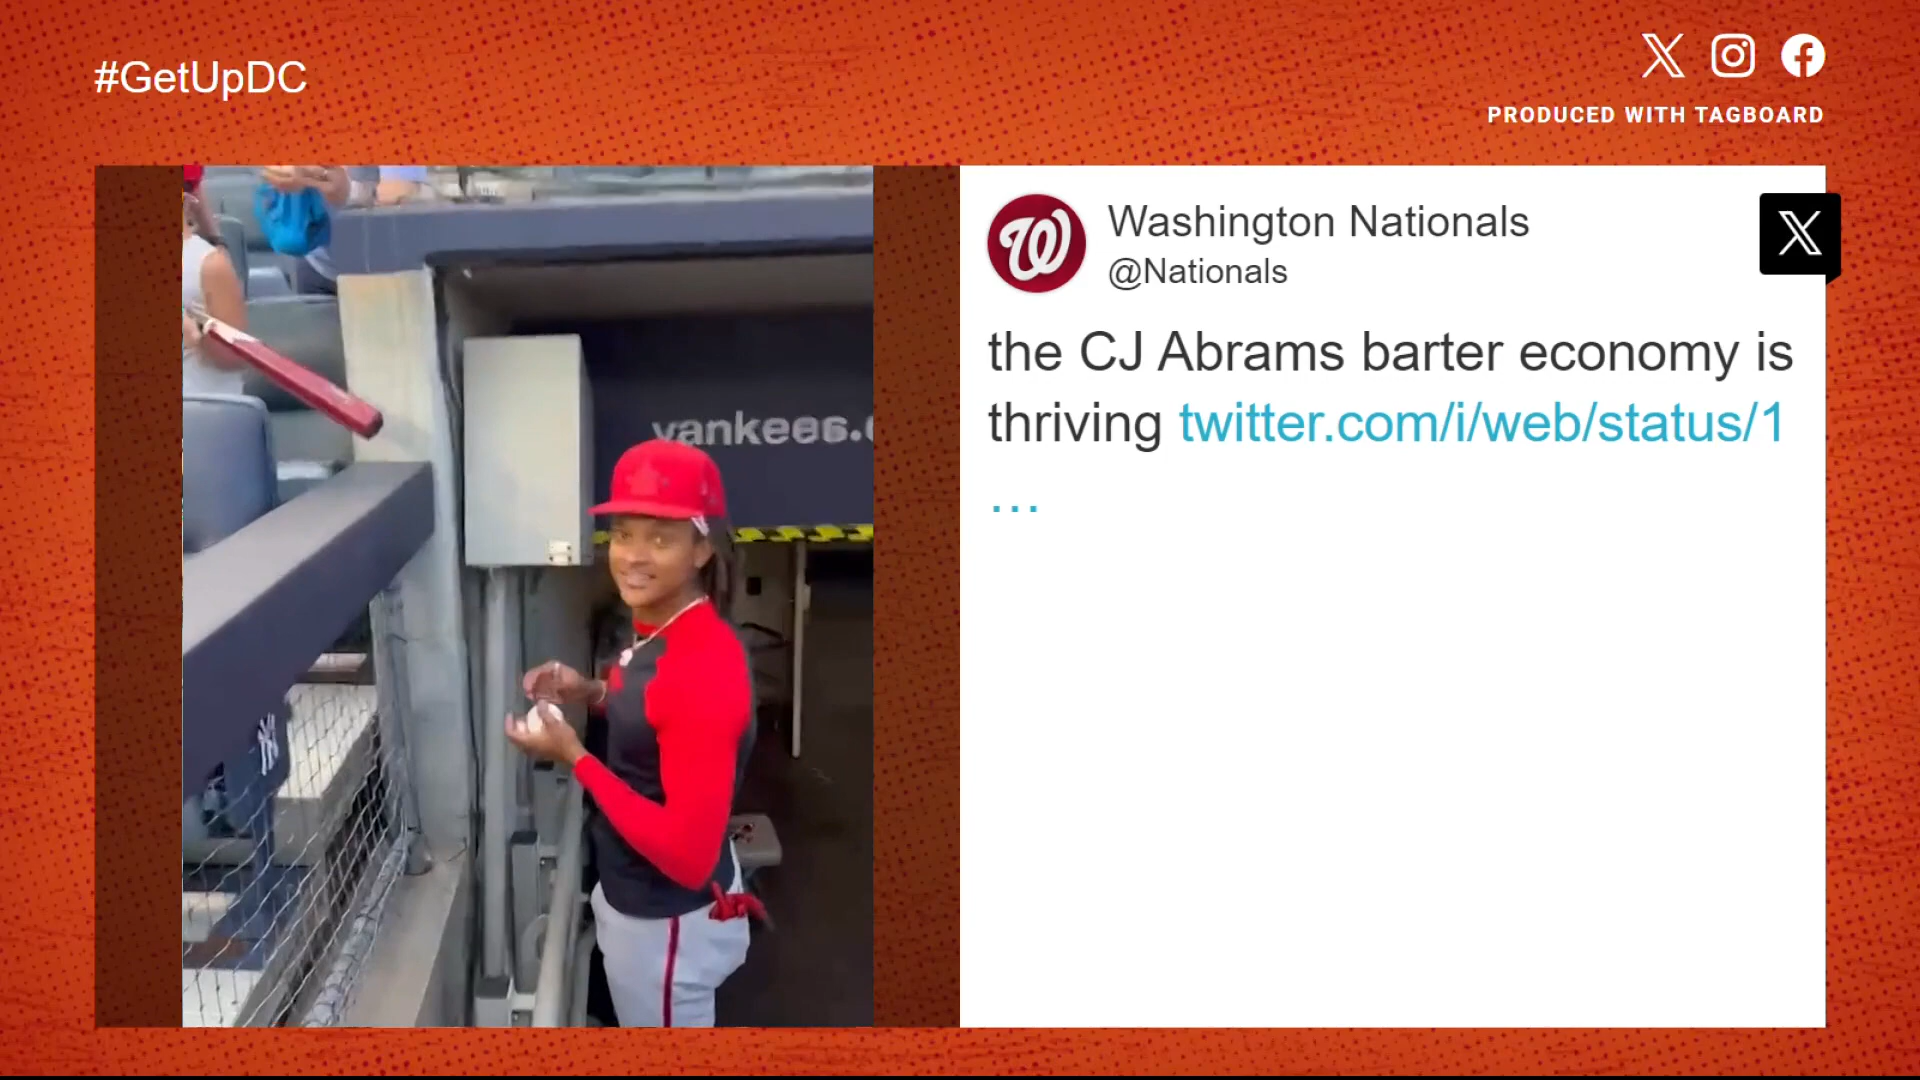 #GetUpDC
PRODUCED WITH TAGBOARD
yankees.
W
Washington Nationals
@Nationals
the CJ Abrams barter economy is
thriving twitter.com/i/web/status/1
…
NY